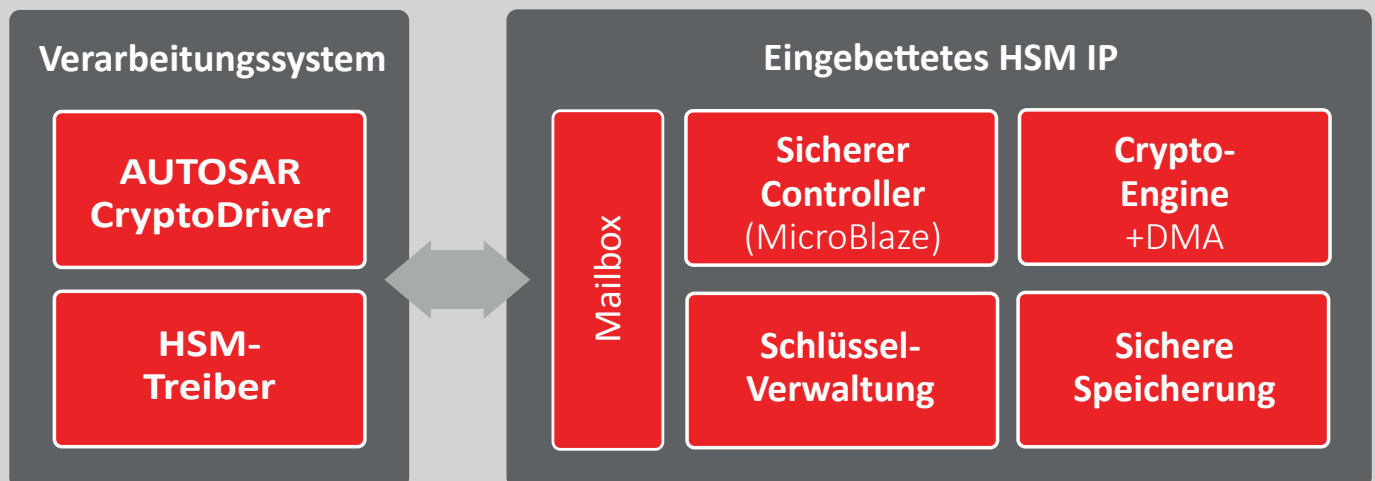 Verarbeitungssystem
AUTOSAR
CryptoDriver
HSM-
Treiber
Eingebettetes HSM IP
Mailbox
Sicherer
Controller
(MicroBlaze)
Crypto-
Engine
+DMA
Schlüssel-
Verwaltung
Sichere
Speicherung